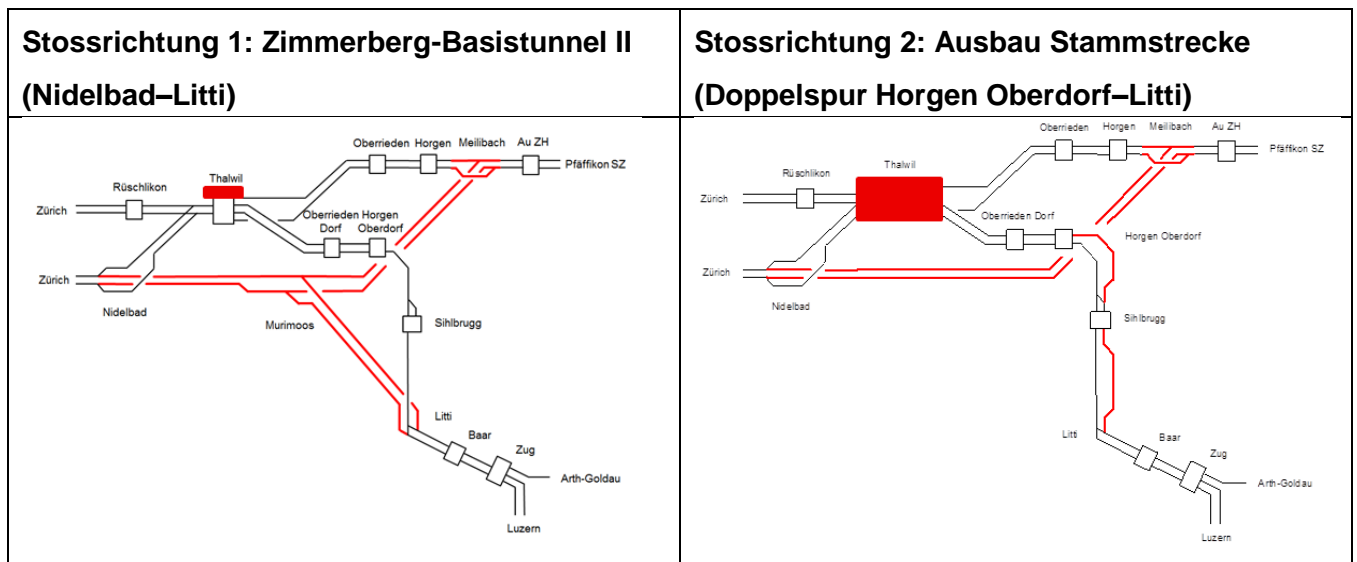 Stossrichtung 1: Zimmerberg-Basistunnel II
(Nidelbad–Litti)
Oberrieden Horgen Meilibach Au ZH
Pfäffikon SZ
Thalwil
Rüschlikon
Zürich
Oberrieden Horgen
Dorf Oberdorf
Zürich
Nidelbad
Murimoos
Sihlbrugg
Litti
Baar
Zug
Arth-Goldau
Luzern
Stossrichtung 2: Ausbau Stammstrecke
(Doppelspur Horgen Oberdorf–Litti)
Oberrieden Horgen Meilibach Au ZH
Pfäffikon SZ
Thalwil
Rüschlikon
Zürich
Oberrieden Dorf
Horgen Oberdorf
Zürich
Nidelbad
Sihlbrugg
Litti
Baar
Zug
Arth-Goldau
Luzern